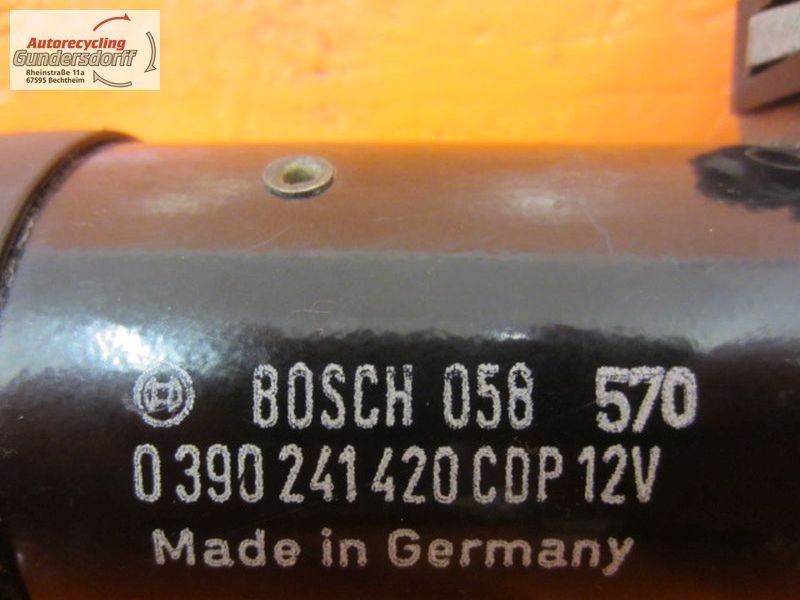 Autorecycling
Gundersdorff
Rheinstraße 11a
67595 Bechtheim
BOSCH 058 570
0 390 241 420 CDP 12V
Made in Germany